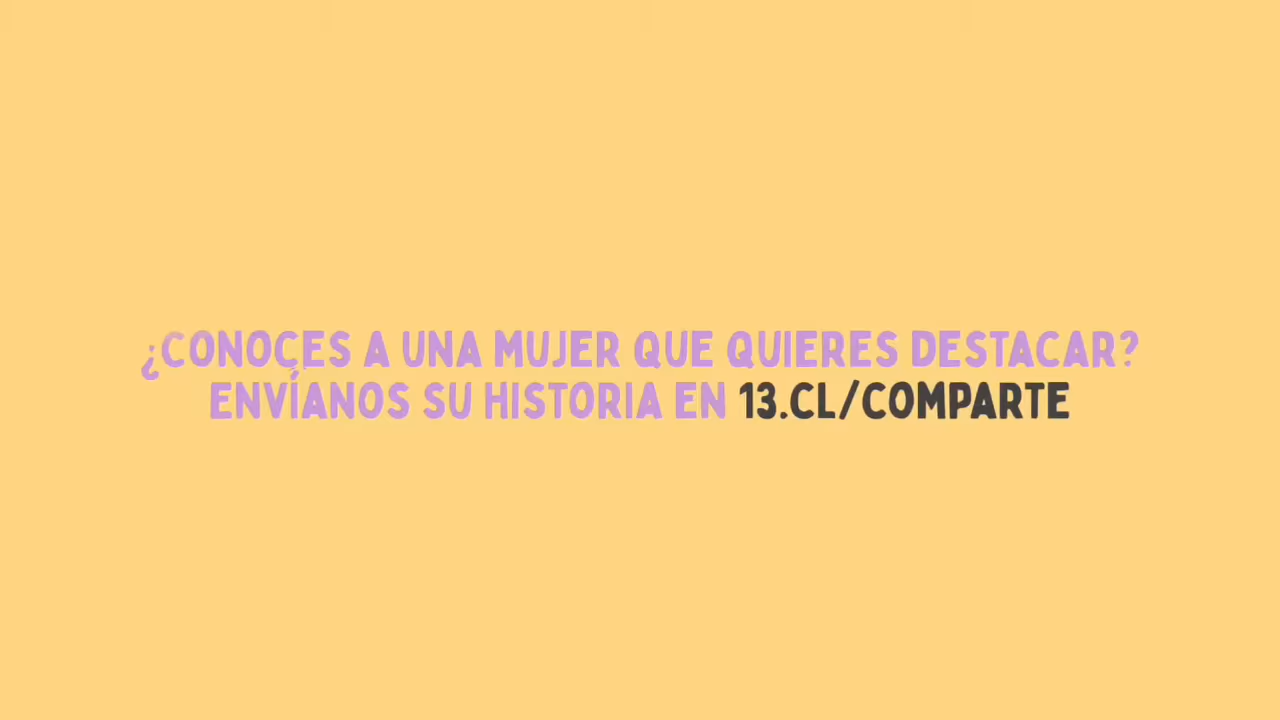 ¿CONOCES A UNA MUJER QUE QUIERES DESTACAR?
ENVÍANOS SU HISTORIA EN 13.CL/COMPARTE